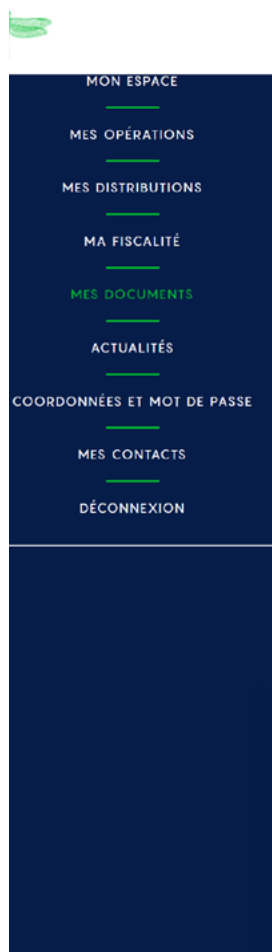 MON ESPACE
MES OPÉRATIONS
MES DISTRIBUTIONS
MA FISCALITÉ
MES DOCUMENTS
ACTUALITÉS
COORDONNÉES ET MOT DE PASSE
MES CONTACTS
DÉCONNEXION